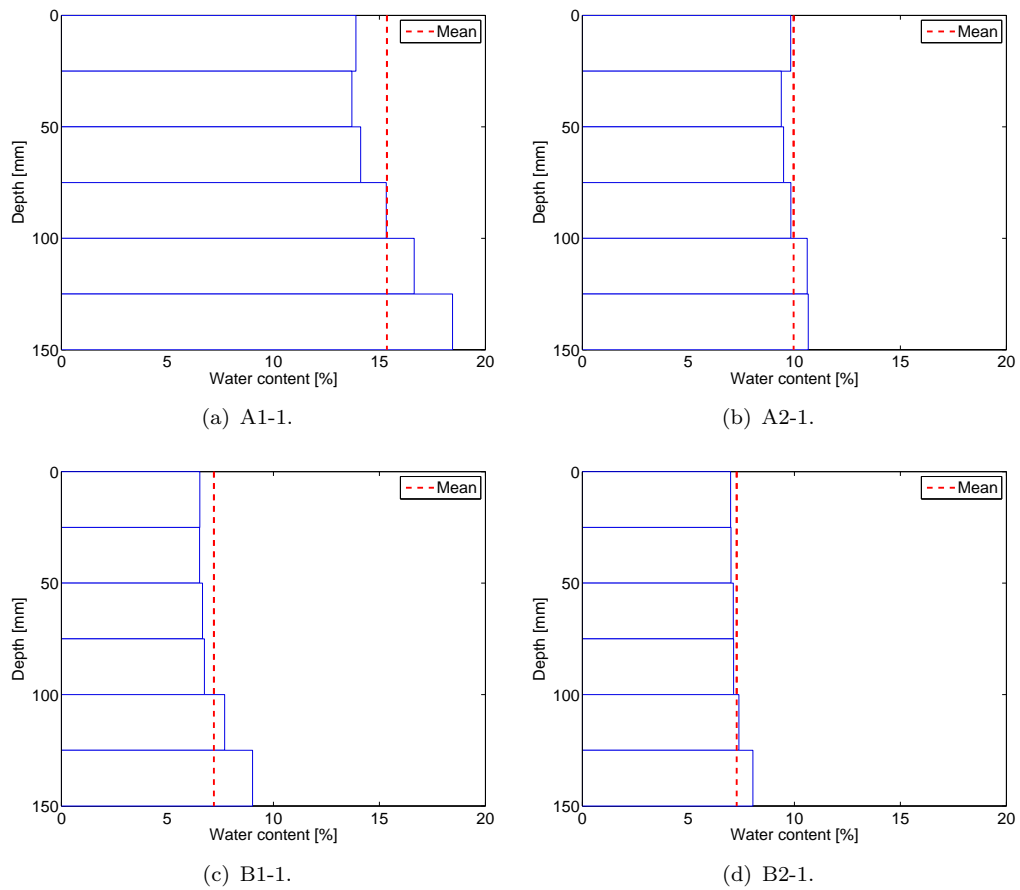 0
50
100
150
Depth [mm]
0 5 10 15 20
Water content [%]
Mean
(a) A1-1.
0
50
100
150
Depth [mm]
0 5 10 15 20
Water content [%]
Mean
(b) A2-1.
0
50
100
150
Depth [mm]
0 5 10 15 20
Water content [%]
Mean
(c) B1-1.
0
50
100
150
Depth [mm]
0 5 10 15 20
Water content [%]
Mean
(d) B2-1.